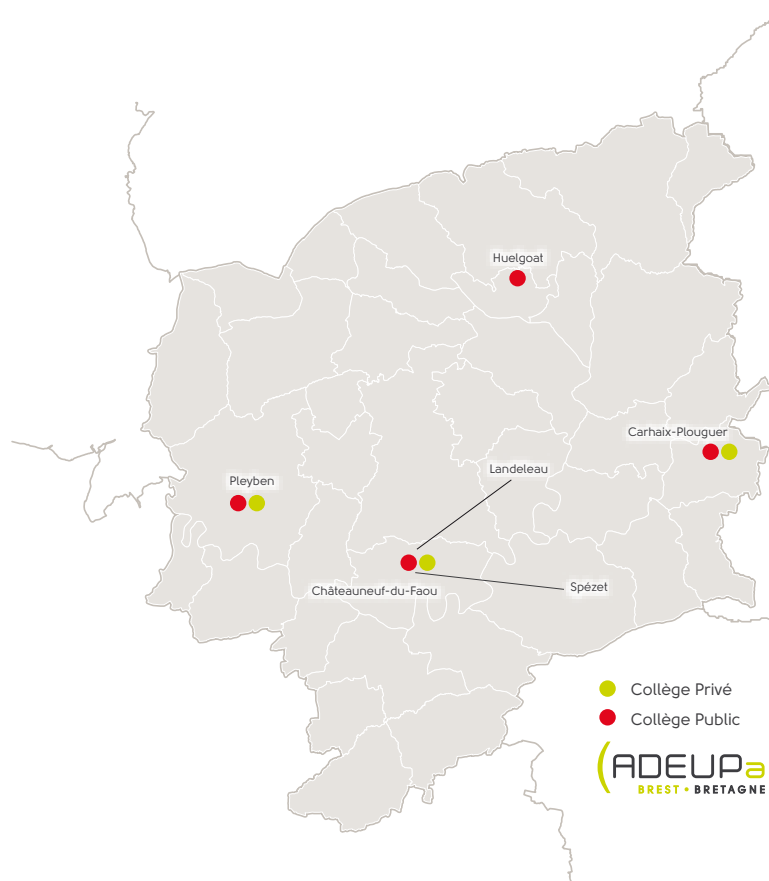 Huelgoat
Carhaix-Plouguer
Landeleau
Pleyben
Spézet
Châteauneuf-du-Faou
Collège Privé
Collège Public
ADEUPa
BREST • BRETAGNE